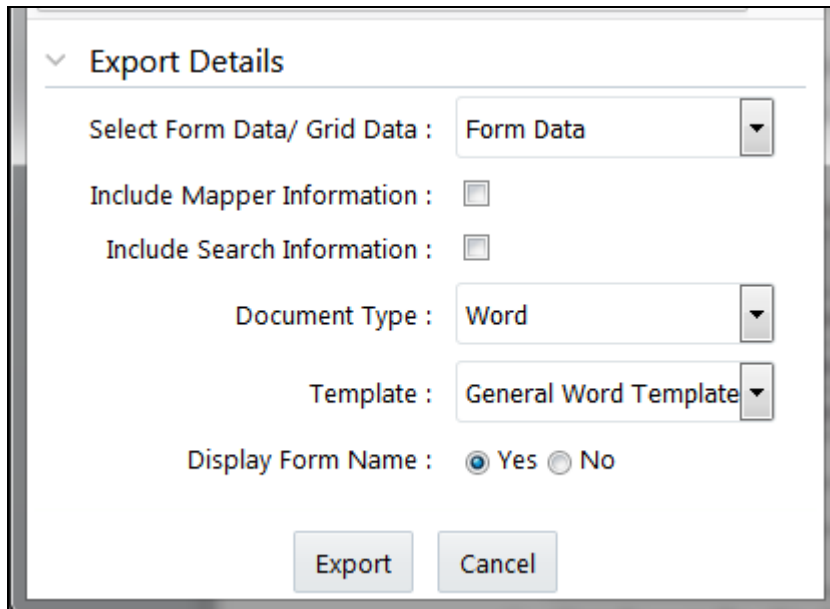 Export Details
Select Form Data/ Grid Data : Form Data
Include Mapper Information :
Include Search Information :
Document Type : Word
Template : General Word Template
Display Form Name : Yes No
Export Cancel